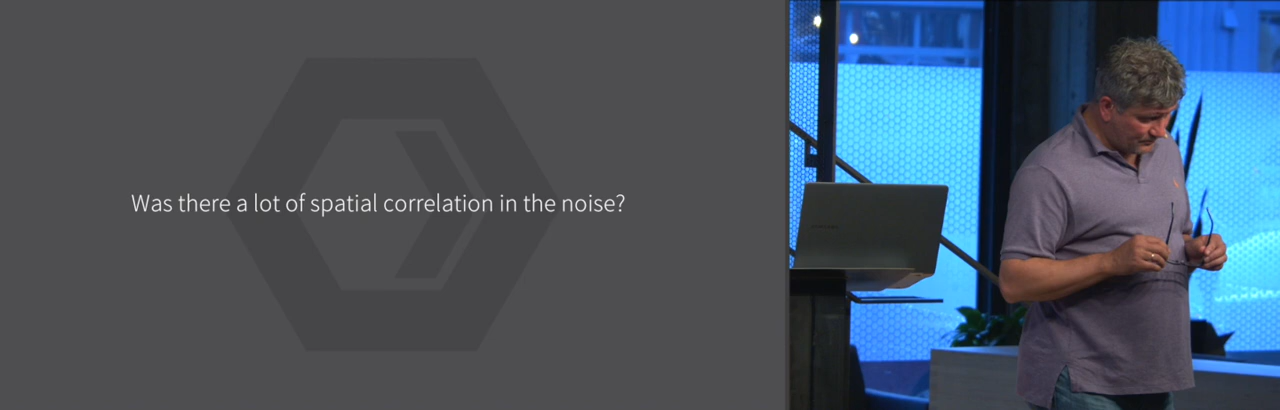 Was there a lot of spatial correlation in the noise?